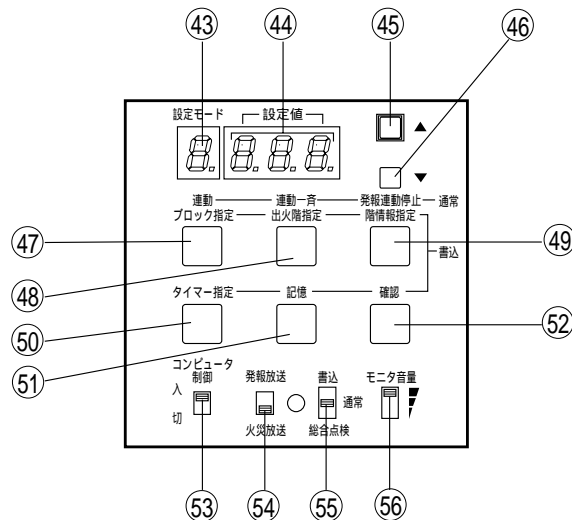 43 44 45 46
設定モード 設定値 ▲
8. 8. 8. ▼
連動 連動一斉 発報連動停止 通常
ブロック指定 出火階指定 階情報指定
47 49
書込
48
タイマー指定 記憶 確認
50 52
51
コンピュータ
制御 発報放送 書込 モニタ音量
入 通常
切 火災放送 総合点検
53 54 55 56